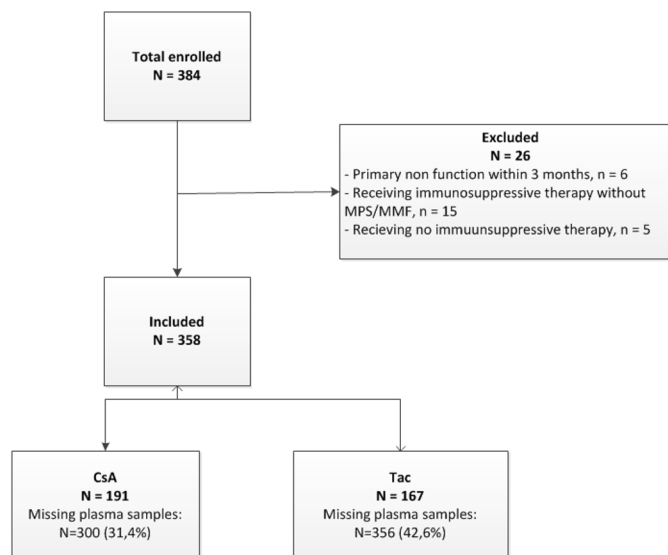 Total enrolled
N = 384
Excluded
N = 26
- Primary non function within 3 months, n = 6
- Receiving immunosuppressive therapy without
MPS/MMF, n = 15
- Recieving no immuunsuppressive therapy, n = 5
Included
N = 358
CsA
N = 191
Missing plasma samples:
N=300 (31,4%)
Tac
N = 167
Missing plasma samples:
N=356 (42,6%)